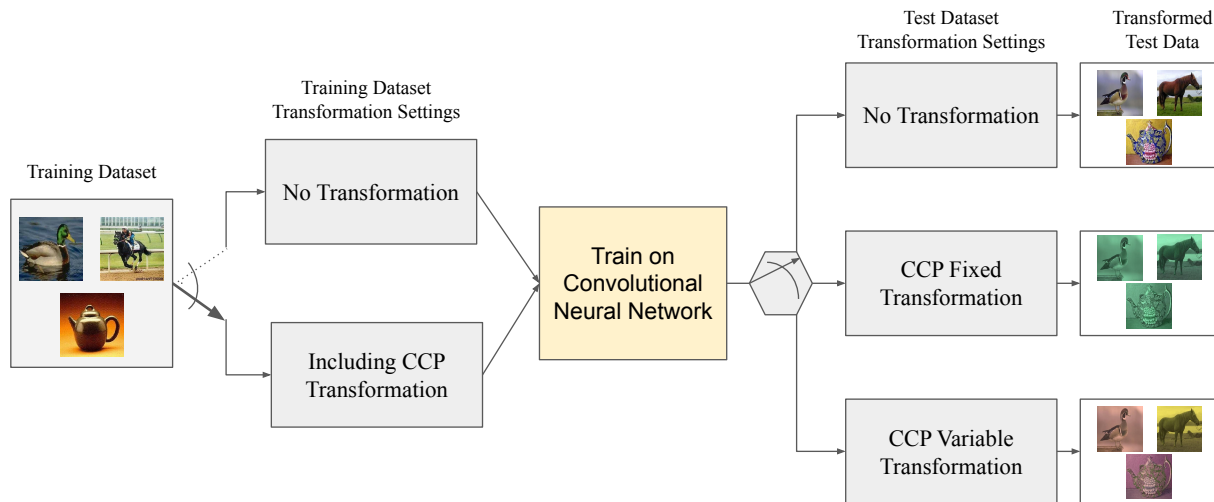 Training Dataset
Training Dataset
Transformation Settings
No Transformation
Including CCP
Transformation
Train on
Convolutional
Neural Network
Test Dataset
Transformation Settings
No Transformation
CCP Fixed
Transformation
CCP Variable
Transformation
Transformed
Test Data